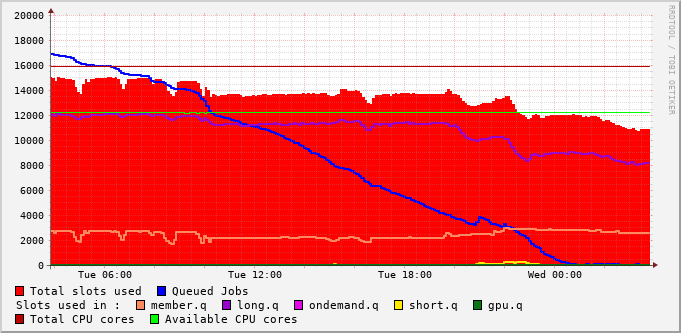 20000
18000
16000
14000
12000
10000
8000
6000
4000
2000
0
Tue 06:00 Tue 12:00 Tue 18:00 Wed 00:00
RRDTOOL / TOBI OETIKER
Total slots used Queued Jobs
Slots used in : member.q long.q ondemand.q short.q gpu.q
Total CPU cores Available CPU cores